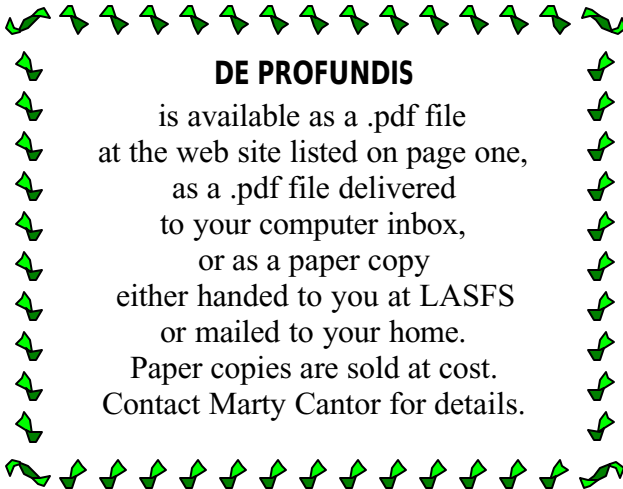 DE PROFUNDIS
is available as a .pdf file
at the web site listed on page one,
as a .pdf file delivered
to your computer inbox,
or as a paper copy
either handed to you at LASFS
or mailed to your home.
Paper copies are sold at cost.
Contact Marty Cantor for details.